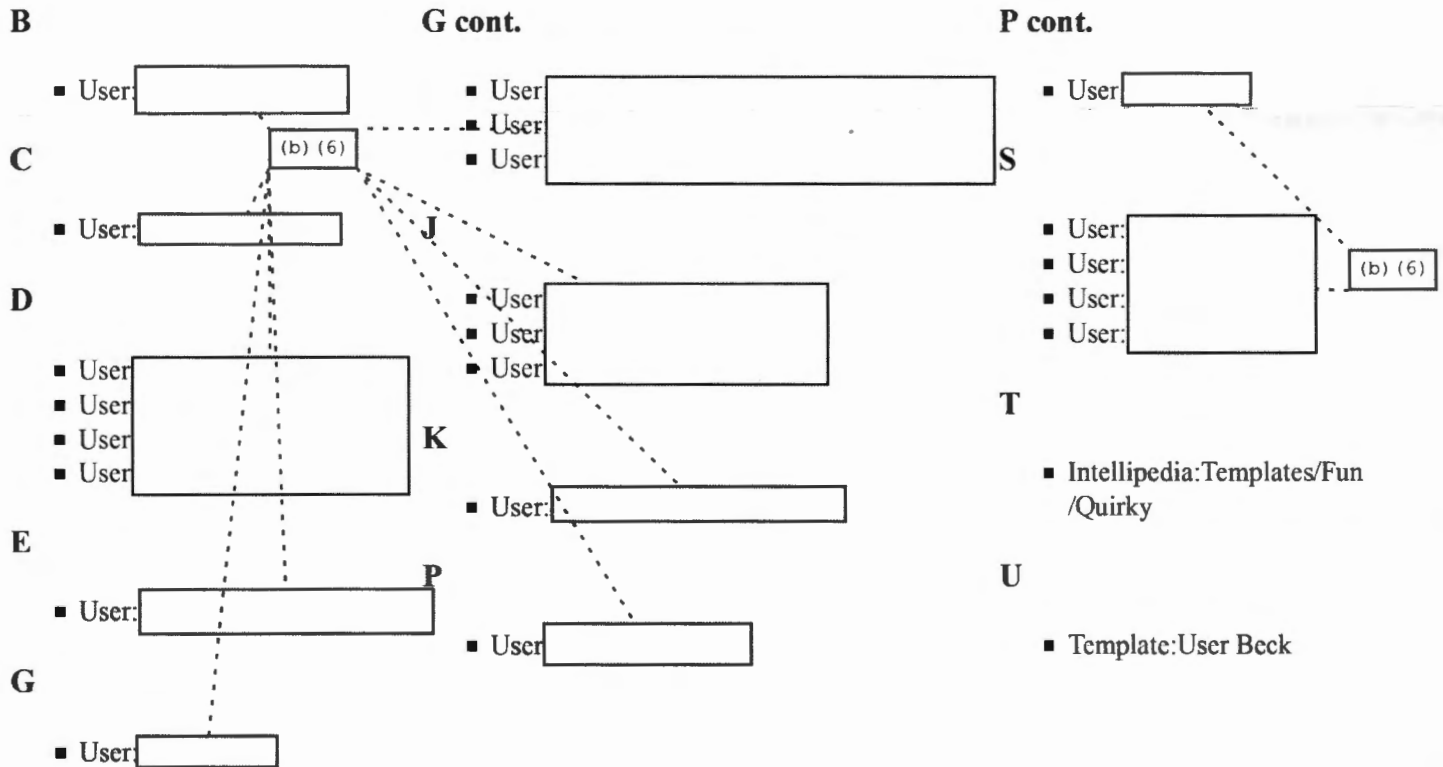 B
■ User:
(b) (6)
C
■ User:
D
■ User
■ User
■ User
■ User
E
■ User:
G
■ User:
G cont.
■ User
■ User:
■ User:
J
■ User
■ User
■ User
K
■ User:
P
■ User
P cont.
■ User
S
■ User:
■ User:
■ User:
■ User:
(b) (6)
T
■ Intellipedia:Templates/Fun
/Quirky
U
■ Template:User Beck